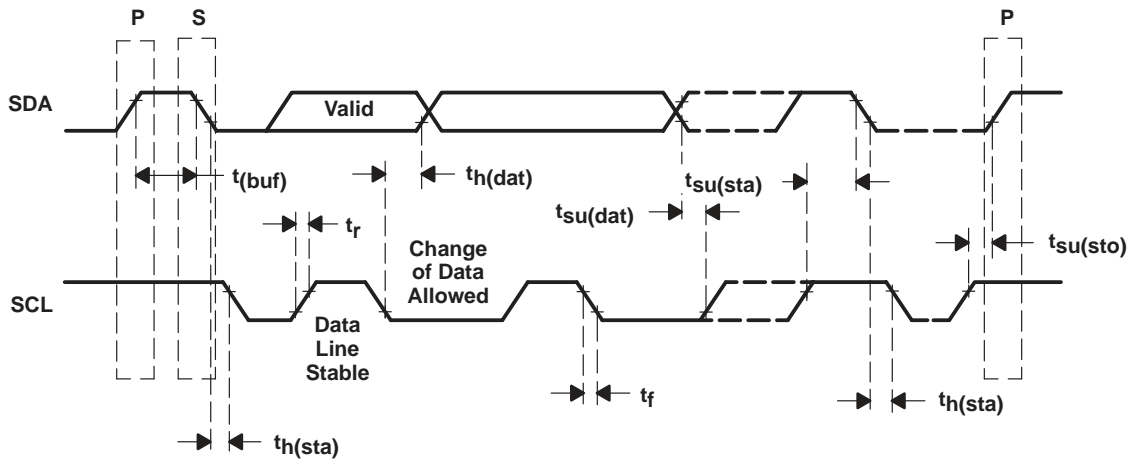 P
S
P
SDA
Valid
t(buf)
th(dat)
tsu(sta)
tsu(dat)
tr
Change
of Data
Allowed
tsu(sto)
SCL
Data
Line
Stable
tf
th(sta)
th(sta)